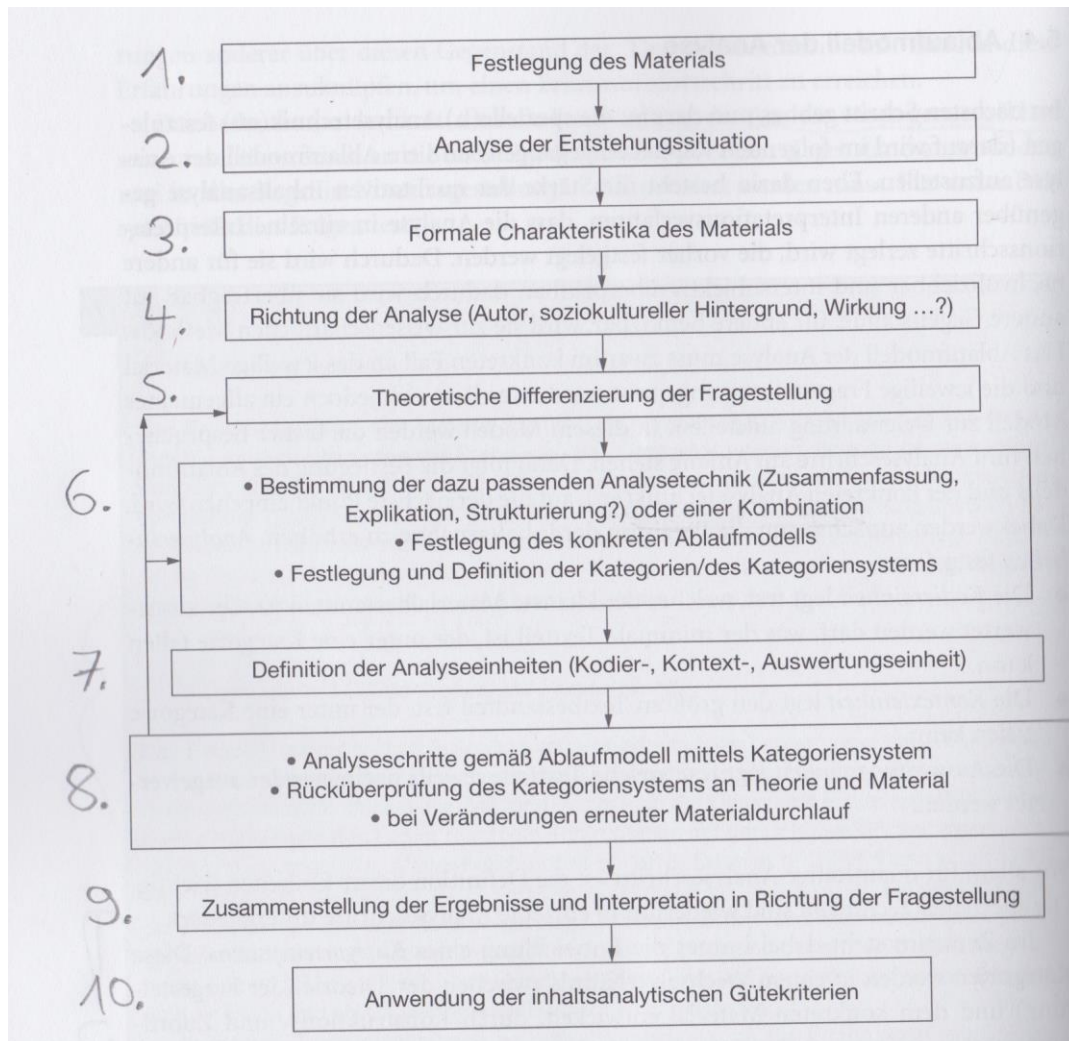 1.
Festlegung des Materials
2.
Analyse der Entstehungssituation
3.
Formale Charakteristika des Materials
4.
Richtung der Analyse (Autor, soziokultureller Hintergrund, Wirkung ...?)
5.
Theoretische Differenzierung der Fragestellung
6.
• Bestimmung der dazu passenden Analysetechnik (Zusammenfassung,
Explikation, Strukturierung?) oder einer Kombination
• Festlegung des konkreten Ablaufmodells
• Festlegung und Definition der Kategorien/des Kategoriensystems
7.
Definition der Analyseeinheiten (Kodier-, Kontext-, Auswertungseinheit)
8.
• Analyseschritte gemäß Ablaufmodell mittels Kategoriensystem
• Rücküberprüfung des Kategoriensystems an Theorie und Material
• bei Veränderungen erneuter Materialdurchlauf
9.
Zusammenstellung der Ergebnisse und Interpretation in Richtung der Fragestellung
10.
Anwendung der inhaltsanalytischen Gütekriterien